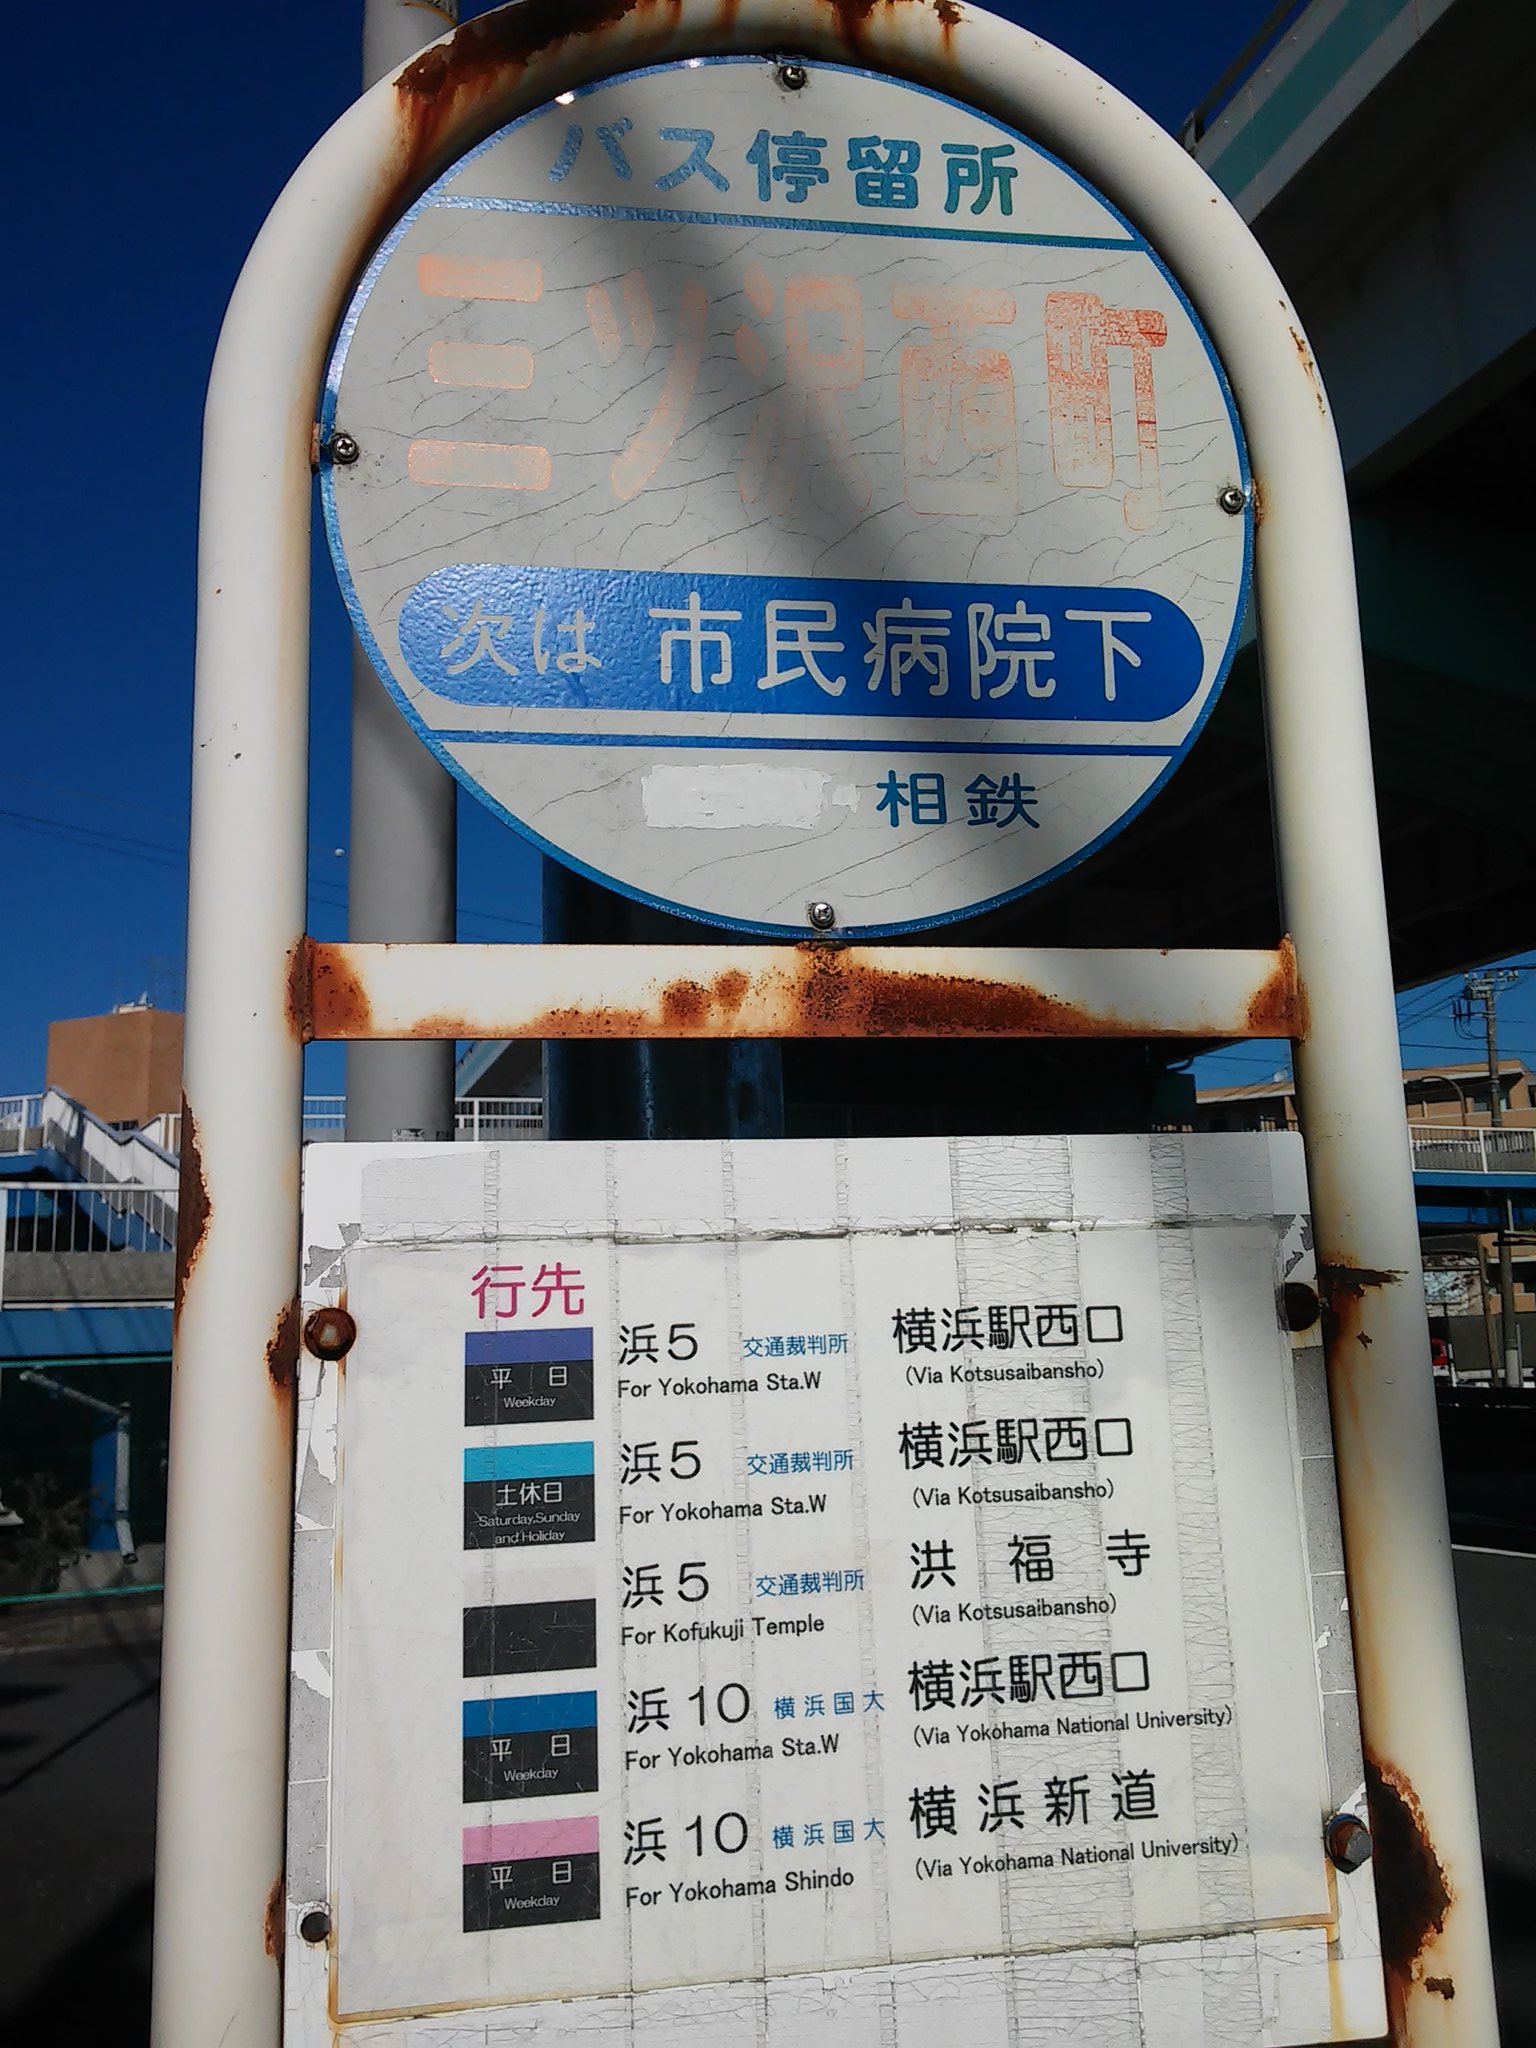 バス停留所
三ツ沢西町
次は 市民病院下
相鉄
行先
平日 浜5 交通裁判所 横浜駅西口
Weekday For Yokohama Sta.W (Via Kotsusaibansho)
土休日 浜5 交通裁判所 横浜駅西口
Saturday,Sunday and Holiday For Yokohama Sta.W (Via Kotsusaibansho)
浜5 交通裁判所 洪福寺
For Kofukuji Temple (Via Kotsusaibansho)
平日 浜10 横浜国大 横浜駅西口
Weekday For Yokohama Sta.W (Via Yokohama National University)
平日 浜10 横浜国大 横浜新道
Weekday For Yokohama Shindo (Via Yokohama National University)